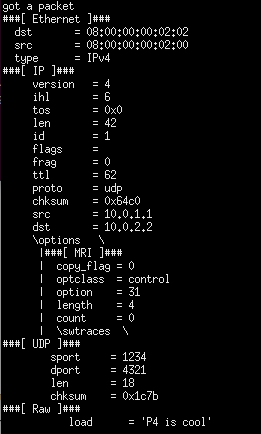 got a packet
###[ Ethernet ]###
  dst       = 08:00:00:00:02:02
  src       = 08:00:00:00:02:00
  type      = IPv4
###[ IP ]###
     version   = 4
     ihl       = 6
     tos       = 0x0
     len       = 42
     id        = 1
     flags     =
     frag      = 0
     ttl       = 62
     proto     = udp
     chksum    = 0x64c0
     src       = 10.0.1.1
     dst       = 10.0.2.2
     \options   \
      |###[ MRI ]###
      |  copy_flag = 0
      |  optclass  = control
      |  option    = 31
      |  length    = 4
      |  count     = 0
      |  \swtraces  \
###[ UDP ]###
        sport     = 1234
        dport     = 4321
        len       = 18
        chksum    = 0x1c7b
###[ Raw ]###
           load      = 'P4 is cool'